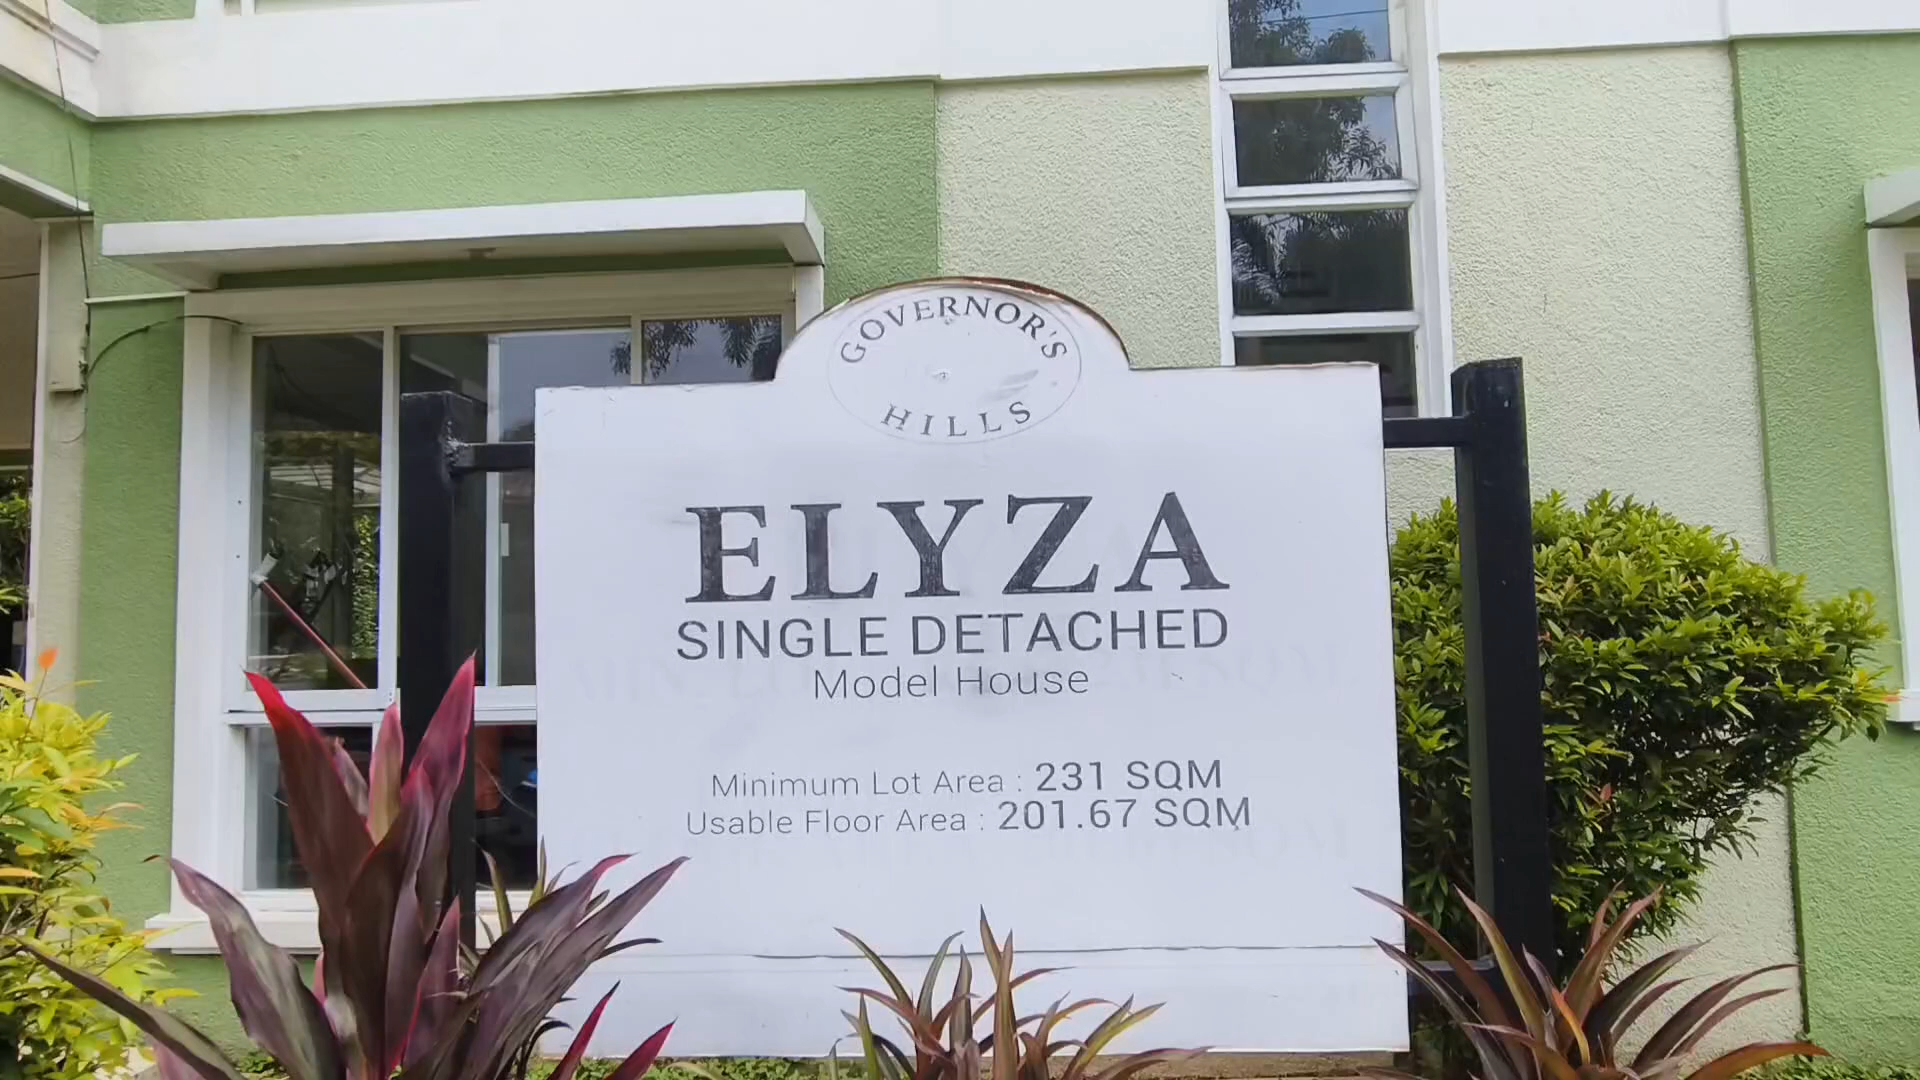 GOVERNOR'S
HILLS
ELYZA
SINGLE DETACHED
Model House
Minimum Lot Area : 231 SQM
Usable Floor Area : 201.67 SQM